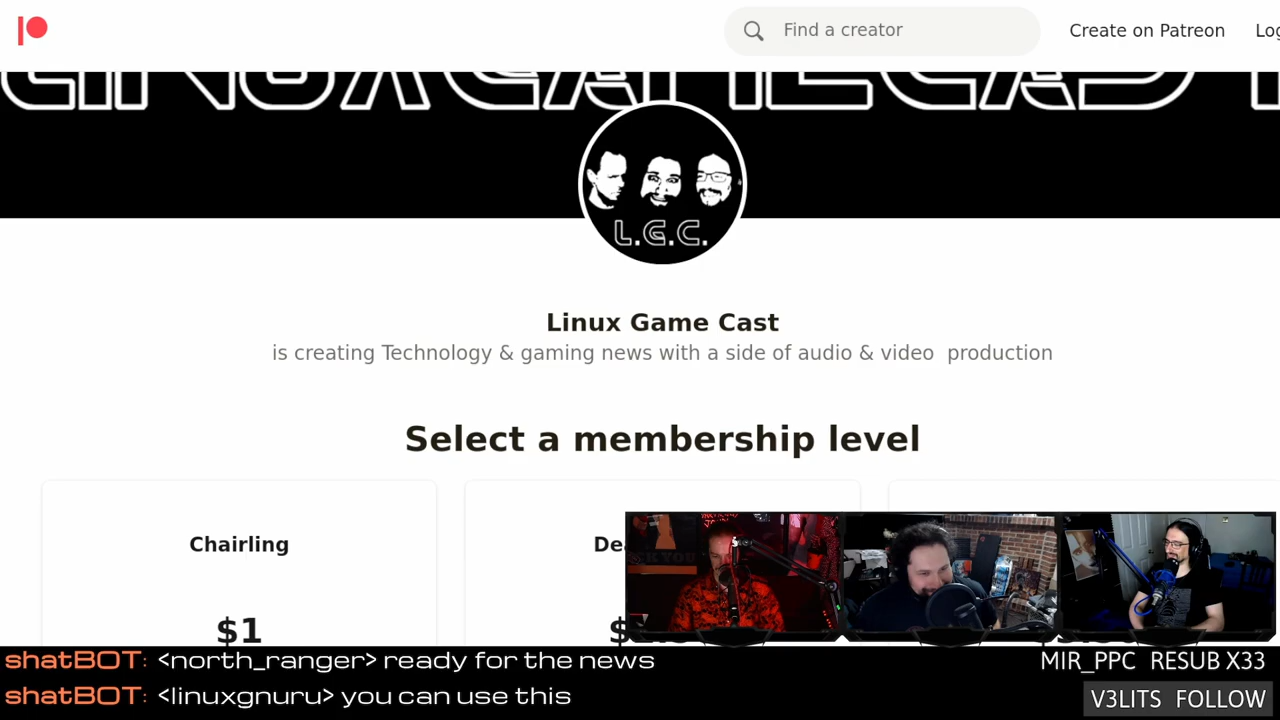 Find a creator
Create on Patreon
LINUXGAMECAST
L.G.C.
Linux Game Cast
is creating Technology & gaming news with a side of audio & video production
Select a membership level
Chairling
$1
shatBOT: <north_ranger> ready for the news
MIR_PPC RESUB X33
shatBOT: <linuxgnuru> you can use this
V3LITS FOLLOW